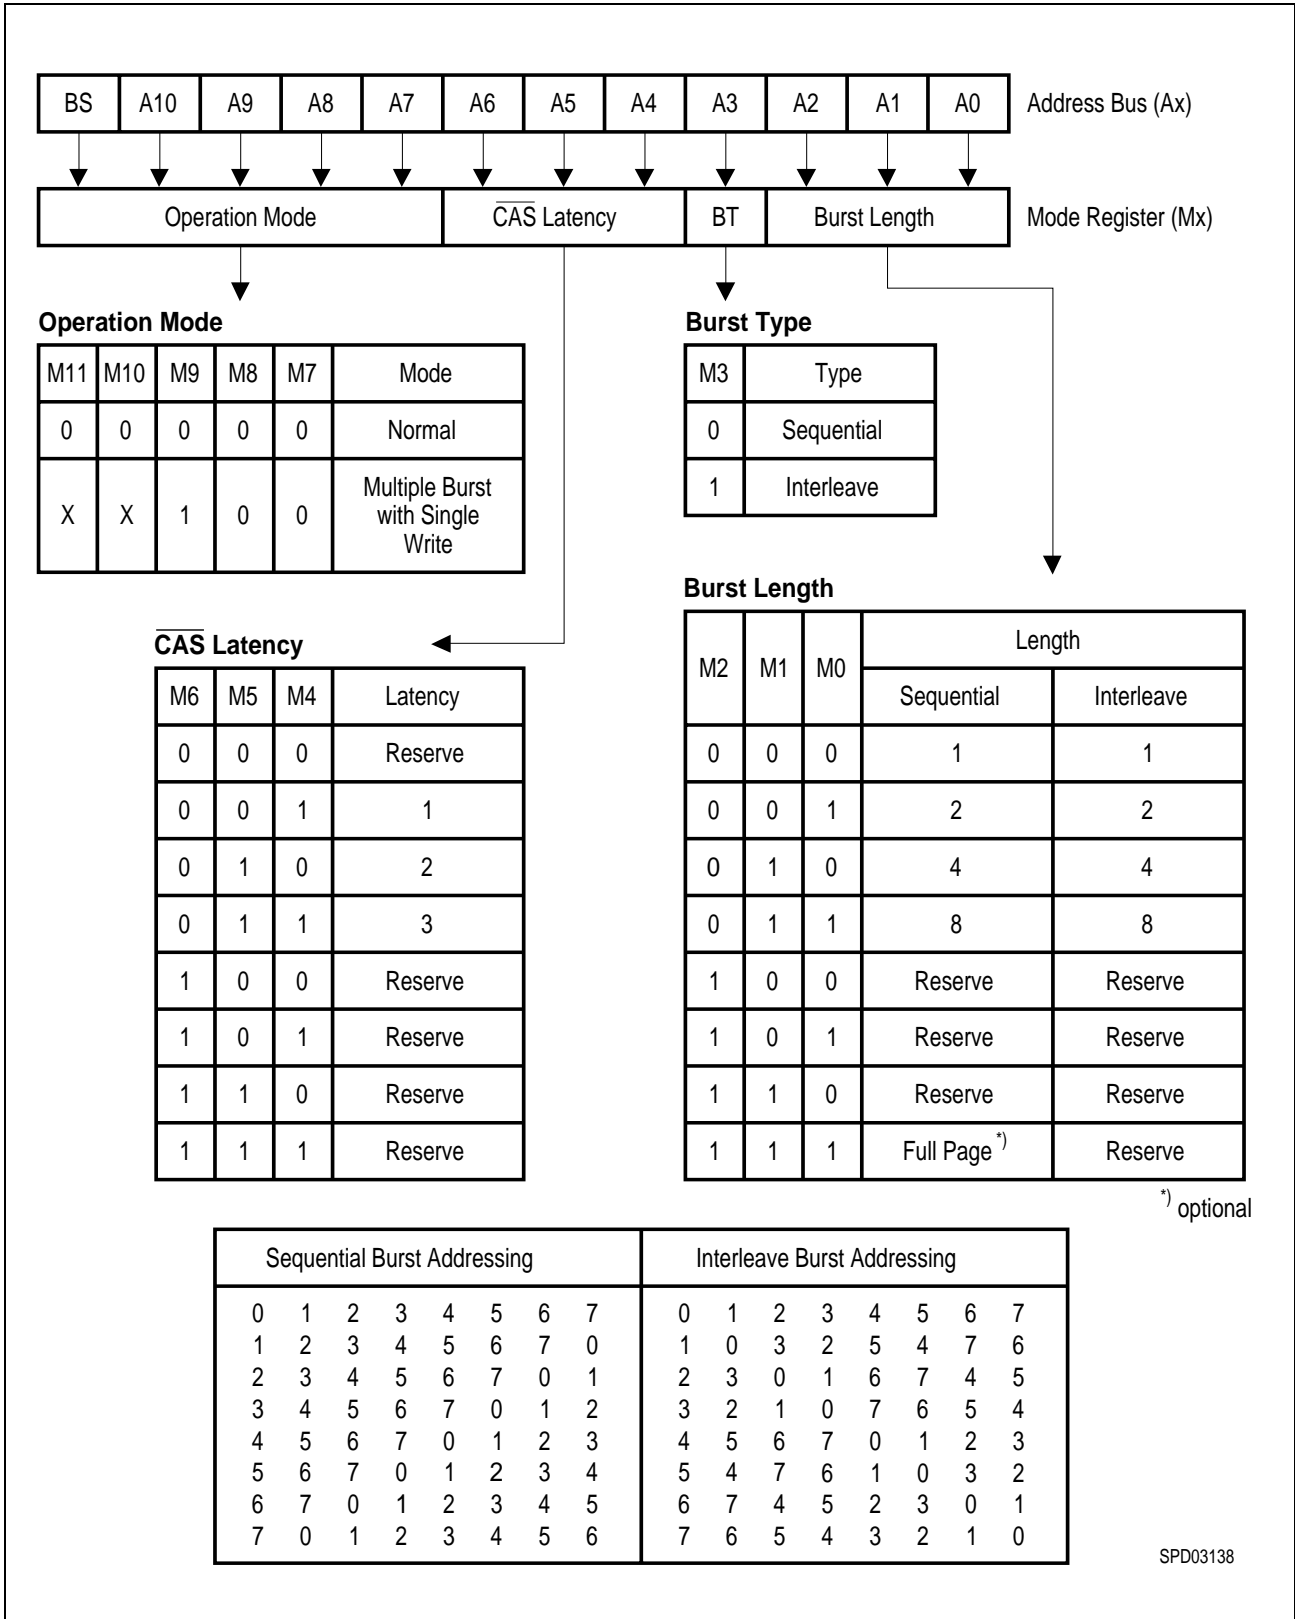 BS A10 A9 A8 A7 A6 A5 A4 A3 A2 A1 A0 Address Bus (Ax)
Operation Mode CAS Latency BT Burst Length Mode Register (Mx)
Operation Mode
M11 M10 M9 M8 M7 Mode
0 0 0 0 0 Normal
X X 1 0 0 Multiple Burst
with Single
Write
Burst Type
M3 Type
0 Sequential
1 Interleave
CAS Latency
M6 M5 M4 Latency
0 0 0 Reserve
0 0 1 1
0 1 0 2
0 1 1 3
1 0 0 Reserve
1 0 1 Reserve
1 1 0 Reserve
1 1 1 Reserve
Burst Length
M2 M1 M0 Length
Sequential Interleave
0 0 0 1 1
0 0 1 2 2
0 1 0 4 4
0 1 1 8 8
1 0 0 Reserve Reserve
1 0 1 Reserve Reserve
1 1 0 Reserve Reserve
1 1 1 Full Page *) Reserve
*) optional
Sequential Burst Addressing Interleave Burst Addressing
0 1 2 3 4 5 6 7 0 1 2 3 4 5 6 7
1 2 3 4 5 6 7 0 1 0 3 2 5 4 7 6
2 3 4 5 6 7 0 1 2 3 0 1 6 7 4 5
3 4 5 6 7 0 1 2 3 2 1 0 7 6 5 4
4 5 6 7 0 1 2 3 4 5 6 7 0 1 2 3
5 6 7 0 1 2 3 4 5 4 7 6 1 0 3 2
6 7 0 1 2 3 4 5 6 7 4 5 2 3 0 1
7 0 1 2 3 4 5 6 7 6 5 4 3 2 1 0
SPD03138